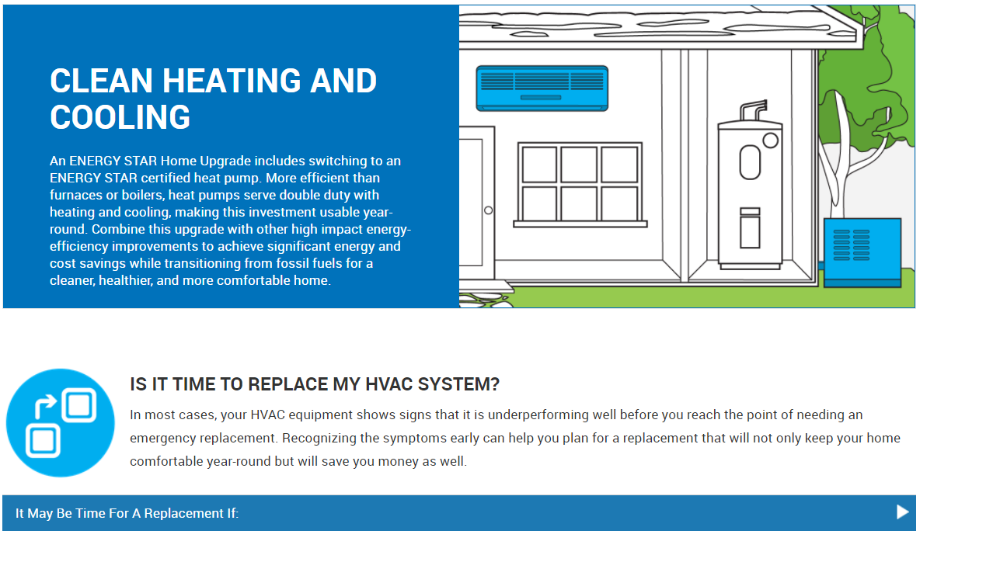 CLEAN HEATING AND
COOLING
An ENERGY STAR Home Upgrade includes switching to an
ENERGY STAR certified heat pump. More efficient than
furnaces or boilers, heat pumps serve double duty with
heating and cooling, making this investment usable year-
round. Combine this upgrade with other high impact energy-
efficiency improvements to achieve significant energy and
cost savings while transitioning from fossil fuels for a
cleaner, healthier, and more comfortable home.
IS IT TIME TO REPLACE MY HVAC SYSTEM?
In most cases, your HVAC equipment shows signs that it is underperforming well before you reach the point of needing an
emergency replacement. Recognizing the symptoms early can help you plan for a replacement that will not only keep your home
comfortable year-round but will save you money as well.
It May Be Time For A Replacement If: